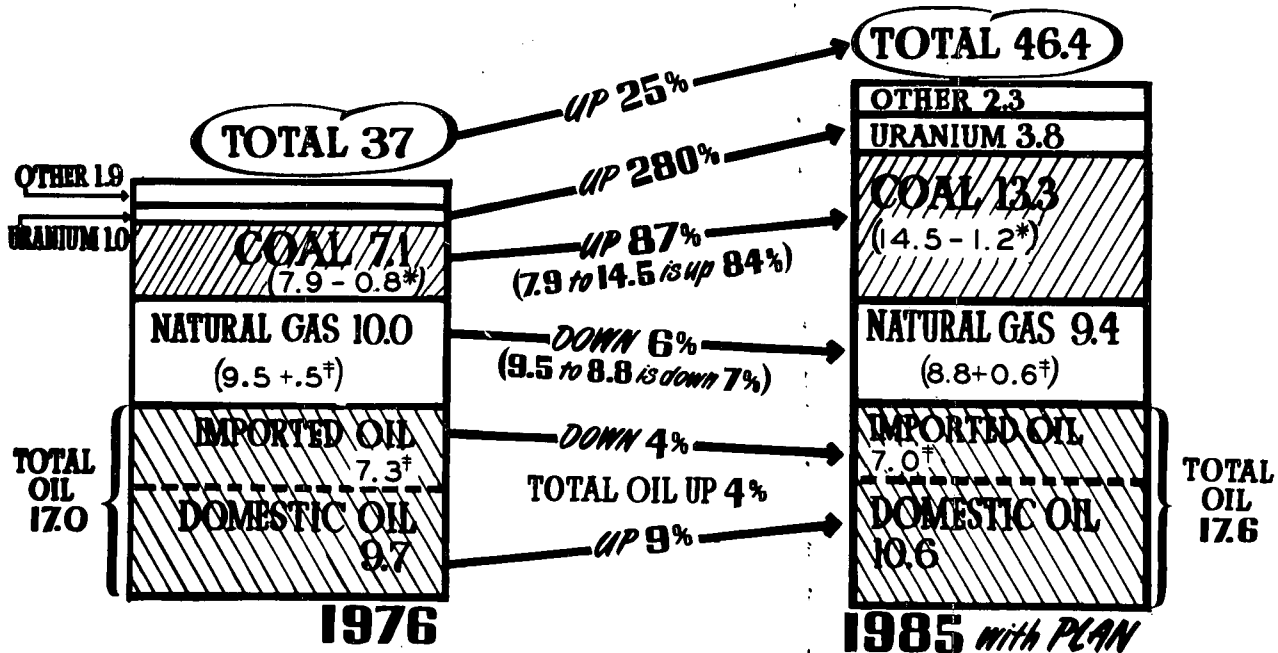 TOTAL 37
OTHER 1.9
URANIUM 1.0
COAL 7.1
(7.9 - 0.8*)
NATURAL GAS 10.0
(9.5 + .5‡)
IMPORTED OIL
7.3‡
DOMESTIC OIL
9.7
TOTAL
OIL
17.0
1976
UP 25%
UP 280%
UP 87%
(7.9 to 14.5 is up 84%)
DOWN 6%
(9.5 to 8.8 is down 7%)
DOWN 4%
TOTAL OIL UP 4%
UP 9%
TOTAL 46.4
OTHER 2.3
URANIUM 3.8
COAL 13.3
(14.5 - 1.2*)
NATURAL GAS 9.4
(8.8+0.6‡)
IMPORTED OIL
7.0‡
DOMESTIC OIL
10.6
TOTAL
OIL
17.6
1985 with PLAN